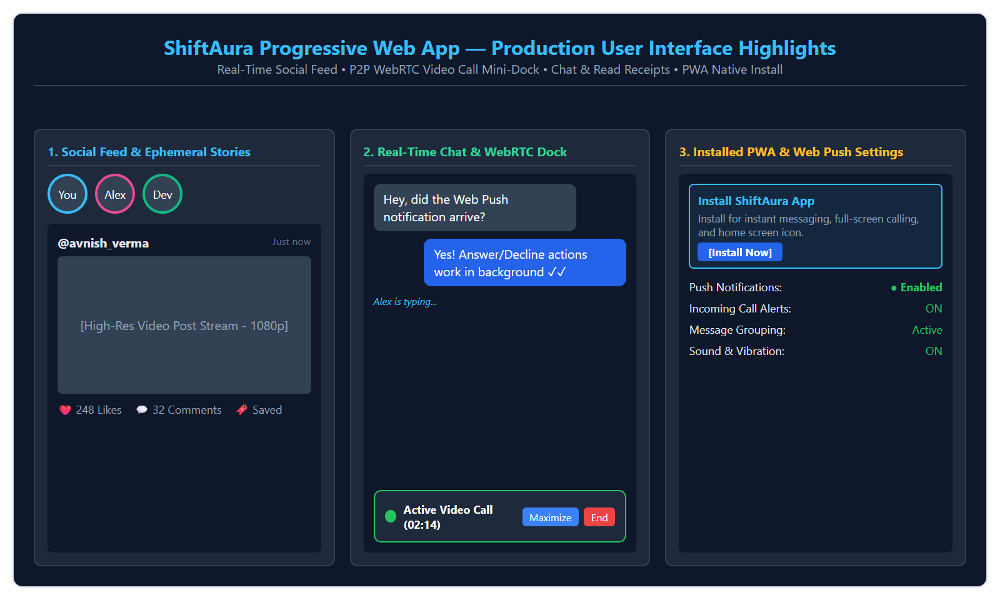 ShiftAura Progressive Web App — Production User Interface Highlights
Real-Time Social Feed • P2P WebRTC Video Call Mini-Dock • Chat & Read Receipts • PWA Native Install
1. Social Feed & Ephemeral Stories
You
Alex
Dev
@avnish_verma
Just now
[High-Res Video Post Stream - 1080p]
❤️ 248 Likes
💬 32 Comments
🔖 Saved
2. Real-Time Chat & WebRTC Dock
Hey, did the Web Push
notification arrive?
Yes! Answer/Decline actions
work in background ✓✓
Alex is typing...
Active Video Call
(02:14)
Maximize
End
3. Installed PWA & Web Push Settings
Install ShiftAura App
Install for instant messaging, full-screen calling,
and home screen icon.
[Install Now]
Push Notifications:
● Enabled
Incoming Call Alerts:
ON
Message Grouping:
Active
Sound & Vibration:
ON